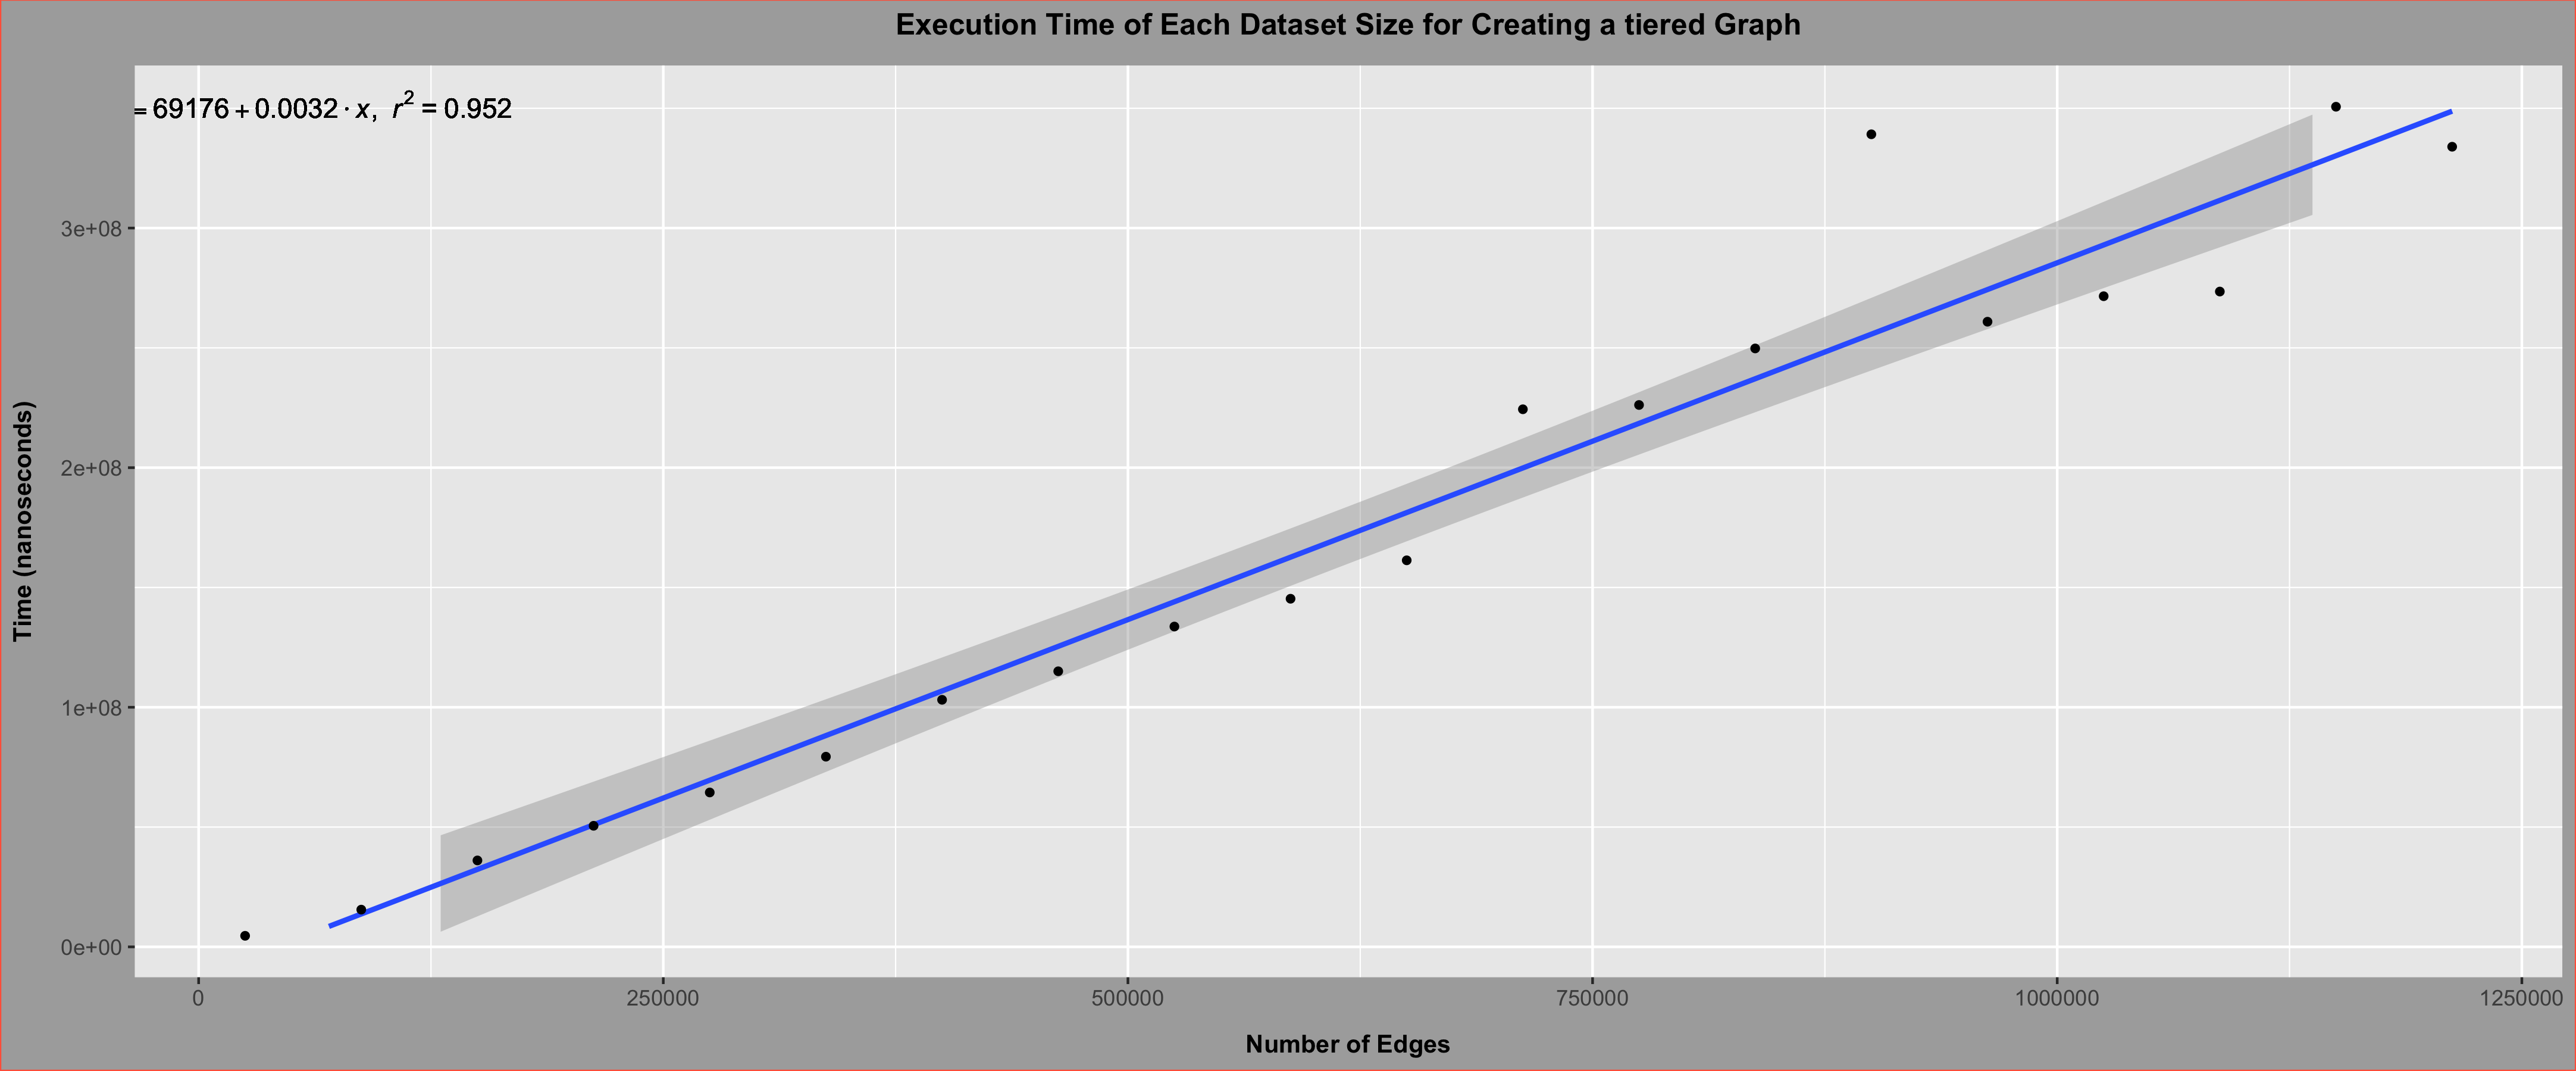 Execution Time of Each Dataset Size for Creating a tiered Graph
= 69176 + 0.0032 · x, r² = 0.952
3e+08
2e+08
1e+08
0e+00
Time (nanoseconds)
0 250000 500000 750000 1000000 1250000
Number of Edges